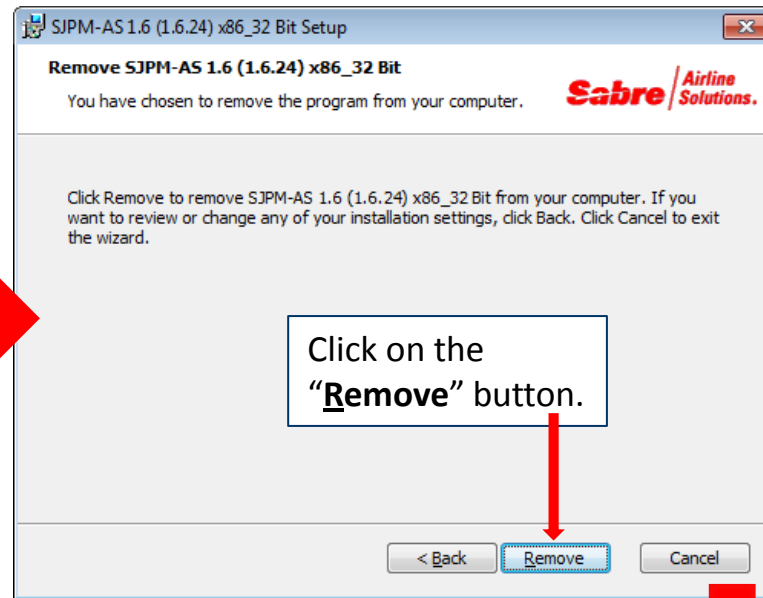 SJPM-AS 1.6 (1.6.24) x86_32 Bit Setup
Remove SJPM-AS 1.6 (1.6.24) x86_32 Bit
You have chosen to remove the program from your computer.
Sabre Airline
Solutions.
Click Remove to remove SJPM-AS 1.6 (1.6.24) x86_32 Bit from your computer. If you
want to review or change any of your installation settings, click Back. Click Cancel to exit
the wizard.
Click on the
“Remove” button.
< Back Remove Cancel